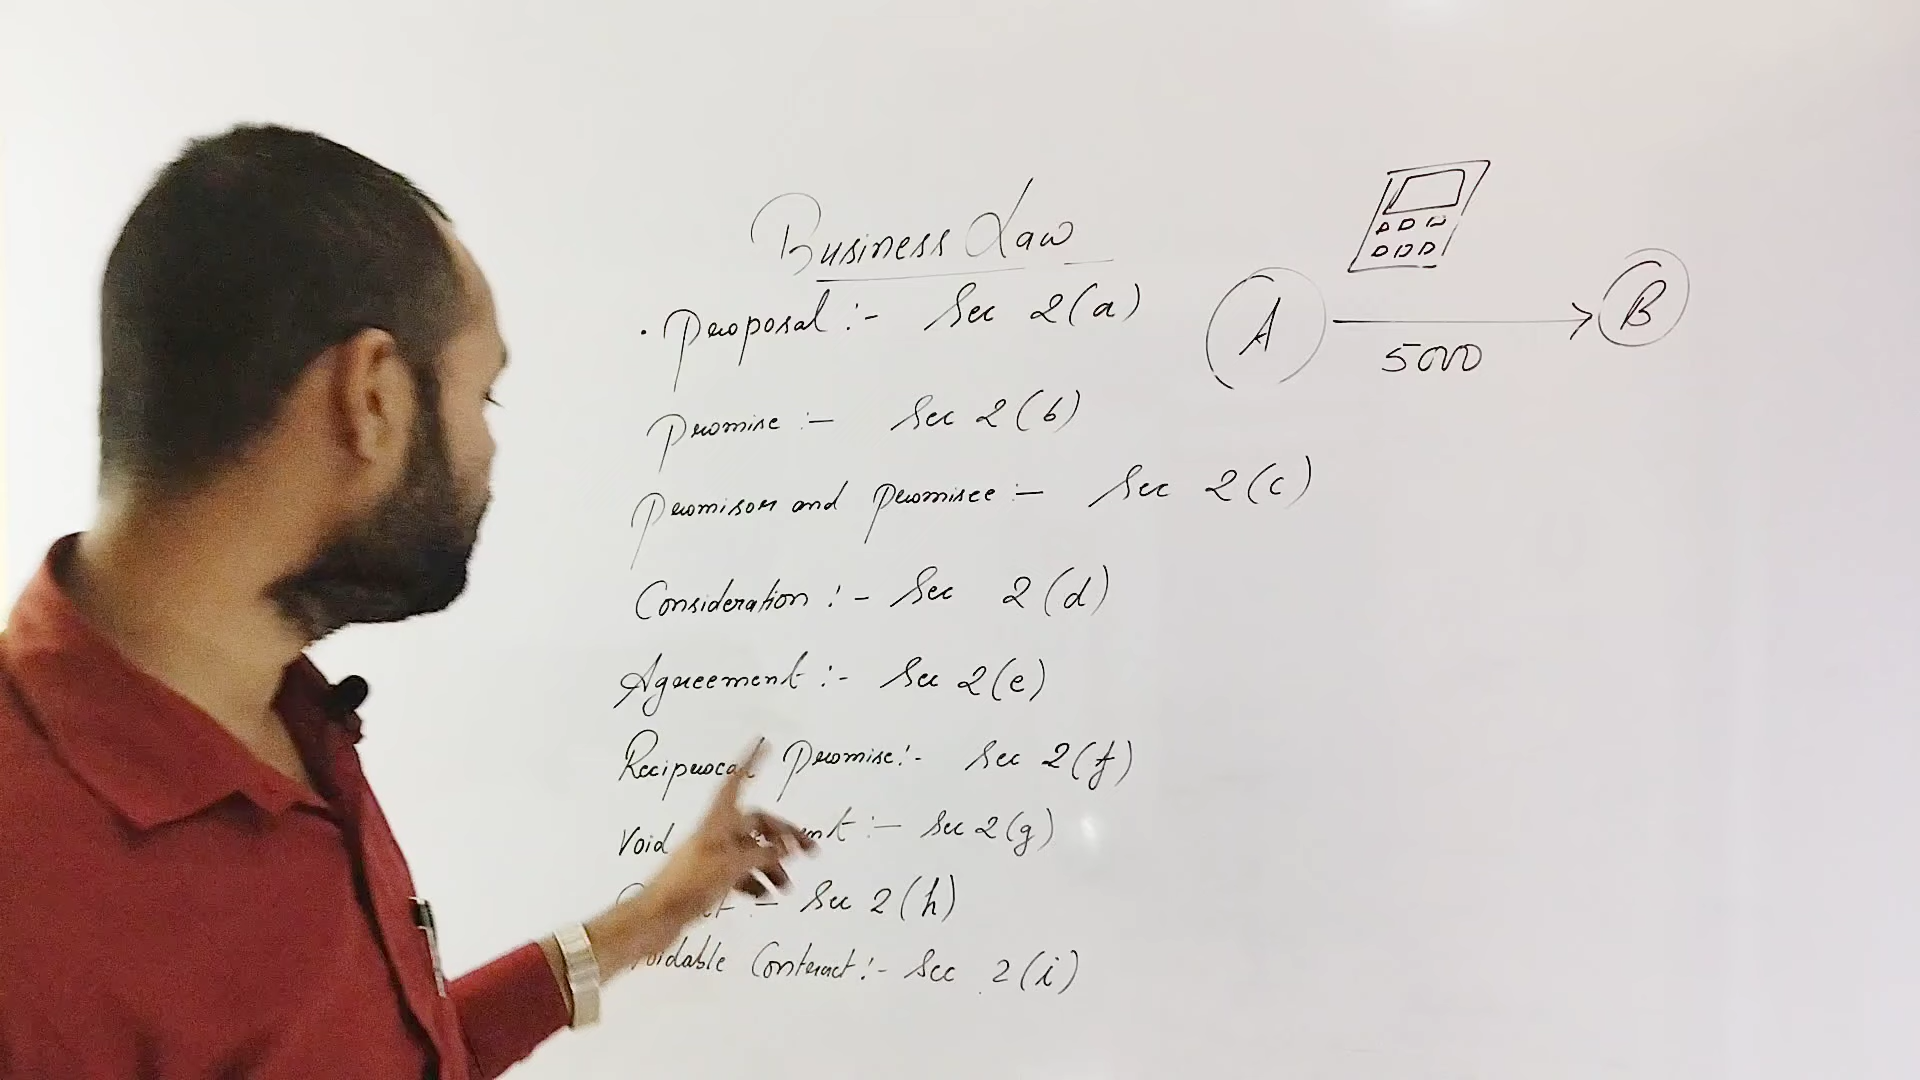 Business Law
. Proposal :- Sec 2(a)
A
5000
B
Promise :- Sec 2(b)
Promisor and promisee :- Sec 2(c)
Consideration :- Sec 2(d)
Agreement :- Sec 2(e)
Reciprocal Promise :- Sec 2(f)
Void :- Sec 2(g)
:- Sec 2(h)
Contract :- Sec 2(i)